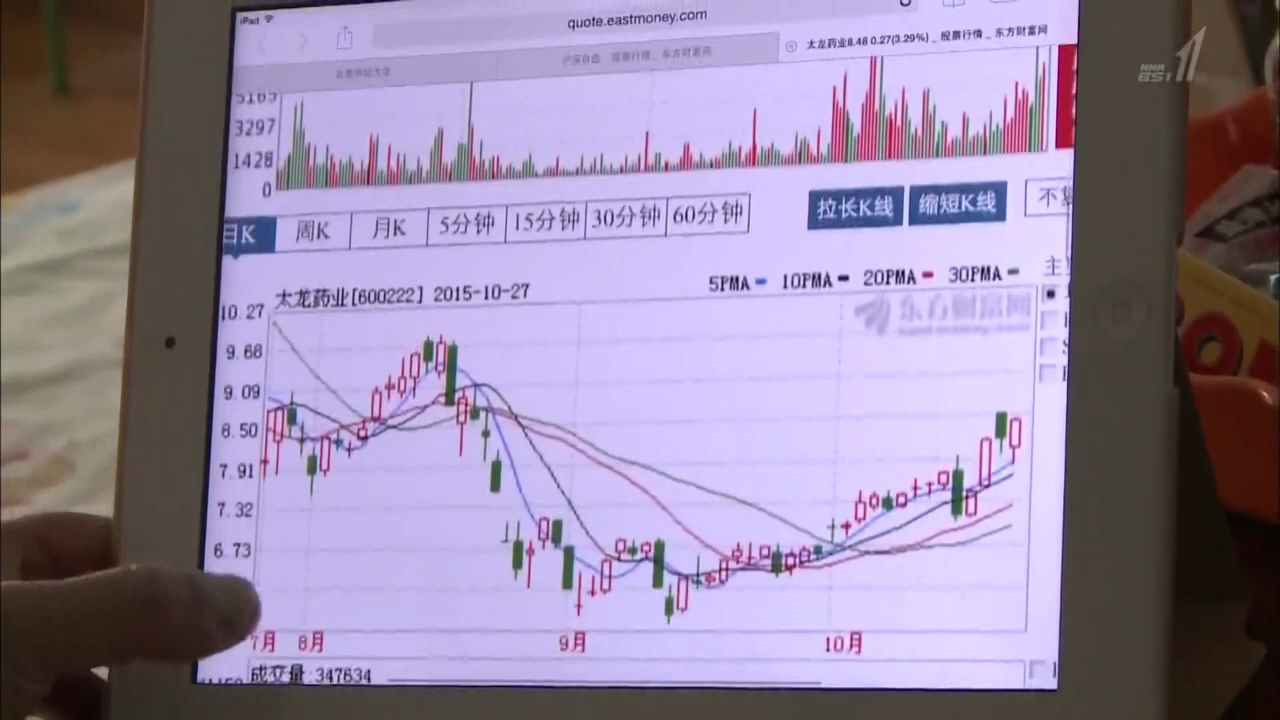 iPad
quote.eastmoney.com
太龙药业8.48 0.27(3.29%) _ 股票行情 _ 东方财富网
NHK
BS1 1
5163
3297
1428
0
日K 周K 月K 5分钟 15分钟 30分钟 60分钟 拉长K线 缩短K线 不
太龙药业[600222] 2015-10-27 5PMA 10PMA 20PMA 30PMA 主
东方财富网
10.27
9.68
9.09
8.50
7.91
7.32
6.73
7月 8月 9月 10月
成交量:347634